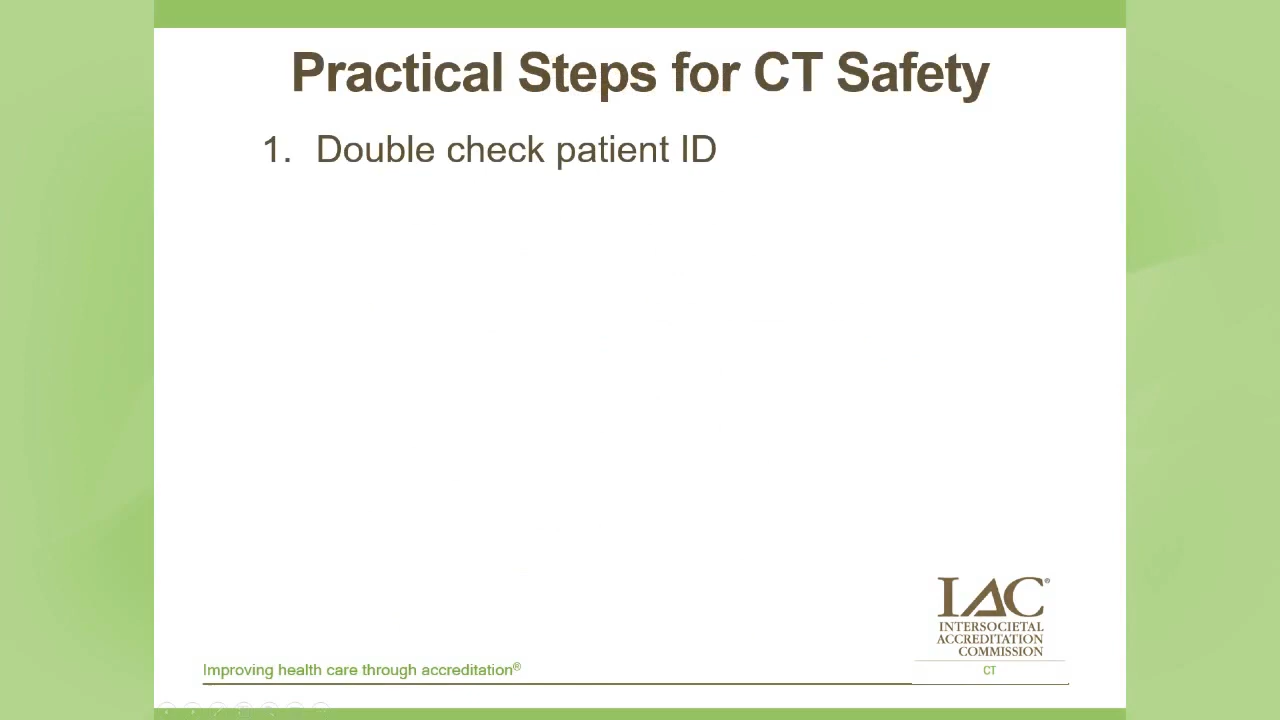 Practical Steps for CT Safety
1. Double check patient ID
IAC®
INTERSOCIETAL
ACCREDITATION
COMMISSION
CT
Improving health care through accreditation®